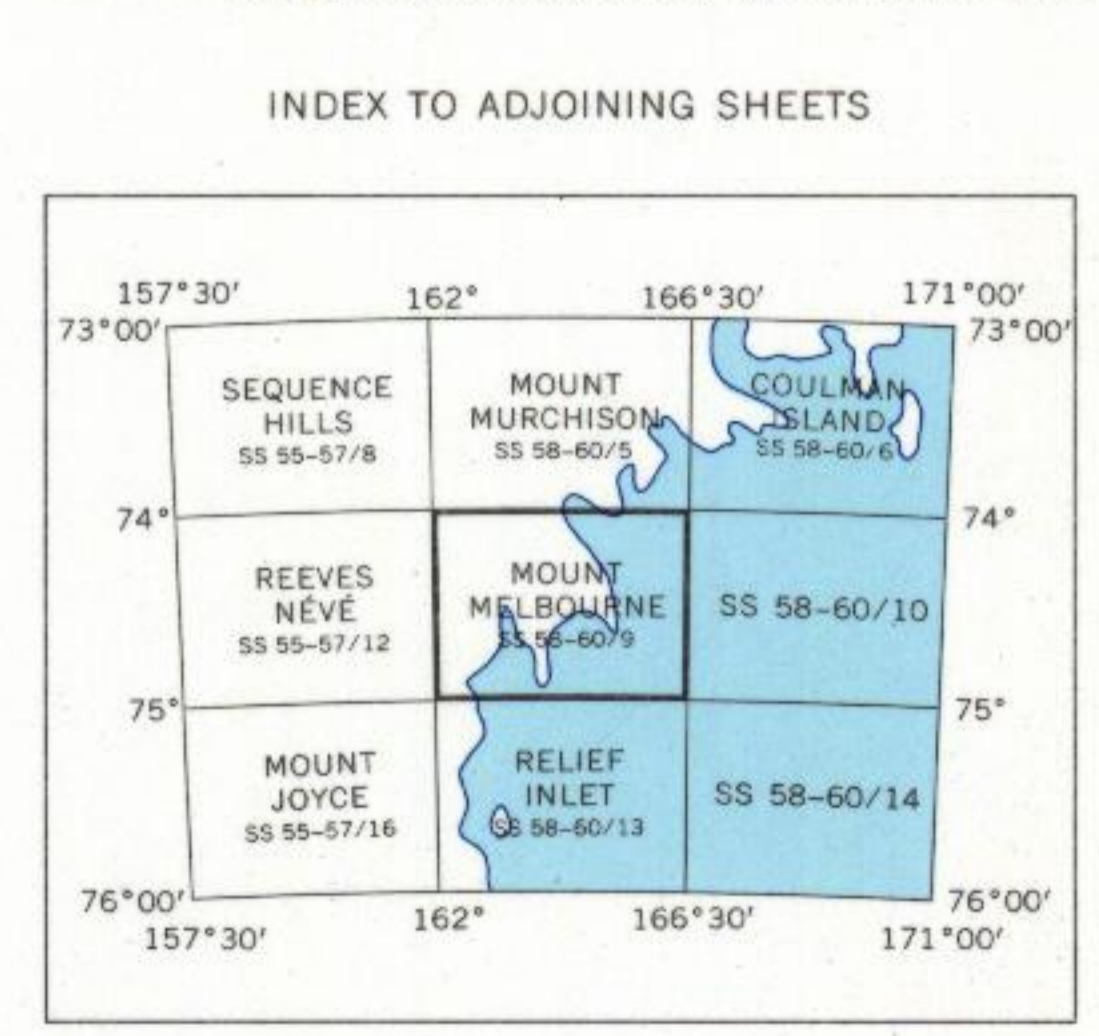 INDEX TO ADJOINING SHEETS
157°30′ 162° 166°30′ 171°00′
73°00′ 73°00′
SEQUENCE
HILLS
SS 55–57/8
MOUNT
MURCHISON
SS 58–60/5
COULMAN
ISLAND
SS 58–60/6
74° 74°
REEVES
NÉVÉ
SS 55–57/12
MOUNT
MELBOURNE
SS 58–60/9
SS 58–60/10
75° 75°
MOUNT
JOYCE
SS 55–57/16
RELIEF
INLET
SS 58–60/13
SS 58–60/14
76°00′ 76°00′
157°30′ 162° 166°30′ 171°00′